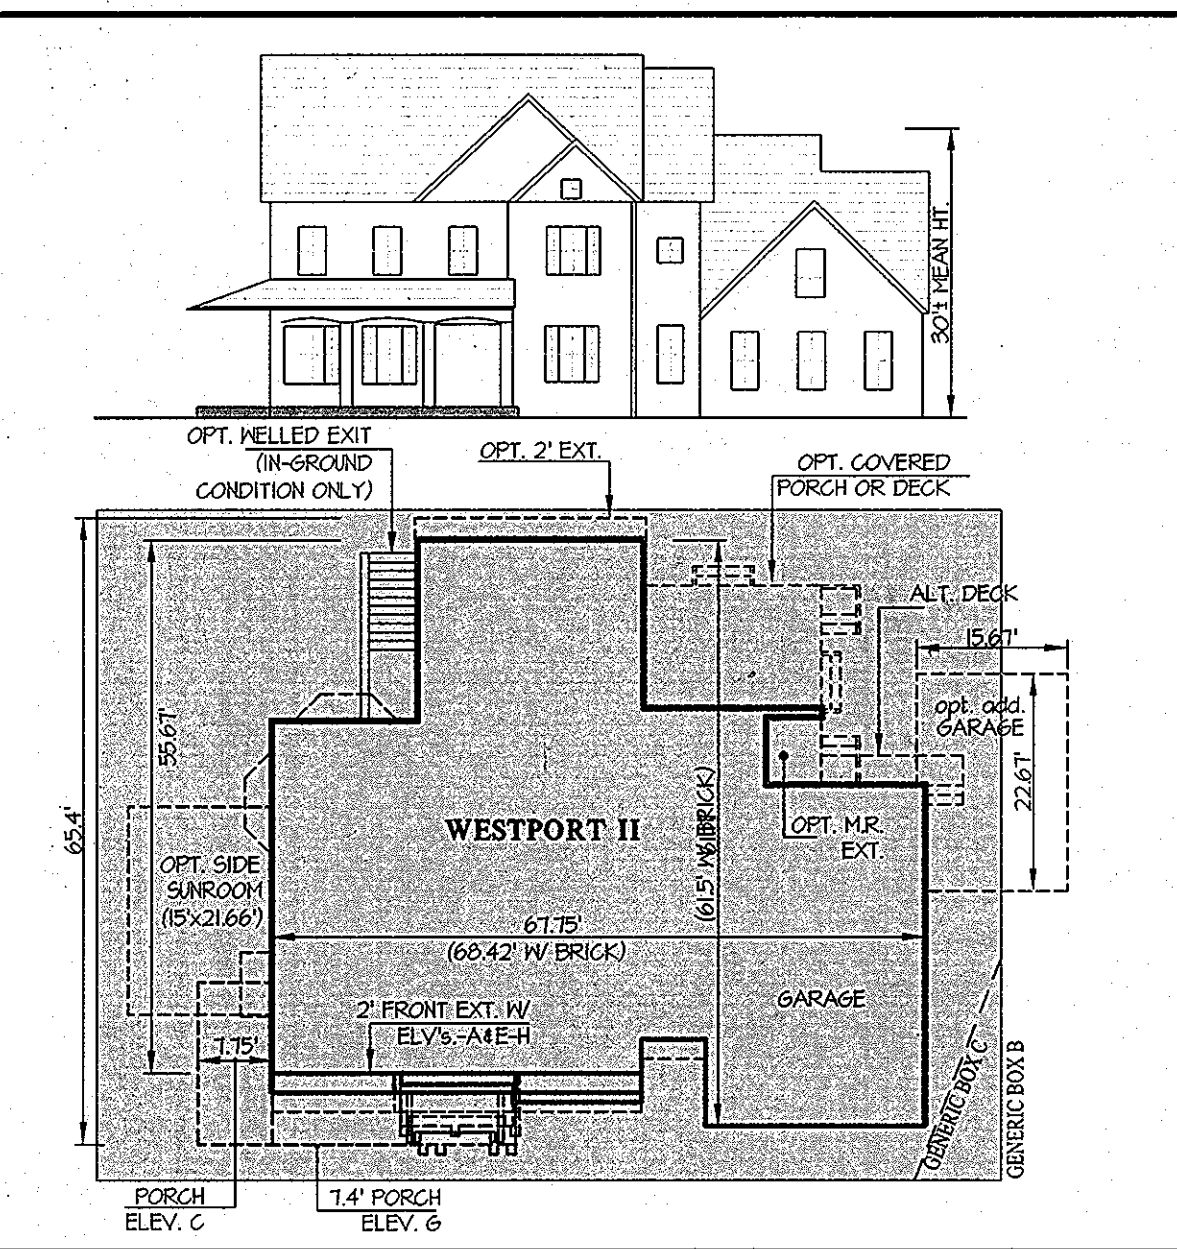 30'± MEAN HT.
OPT. WELLED EXIT
(IN-GROUND
CONDITION ONLY)
OPT. 2' EXT.
OPT. COVERED
PORCH OR DECK
ALT. DECK
15.67'
opt. add.
GARAGE
22.67'
55.67'
65.4'
WESTPORT II
OPT. M.R.
EXT.
OPT. SIDE
SUNROOM
(15'x21.66')
(61.5' W/ BRICK)
67.75'
(68.42' W/ BRICK)
GARAGE
2' FRONT EXT. W/
ELV's.-A&E-H
7.75'
GENERIC BOX C
GENERIC BOX B
PORCH
ELEV. C
7.4' PORCH
ELEV. G